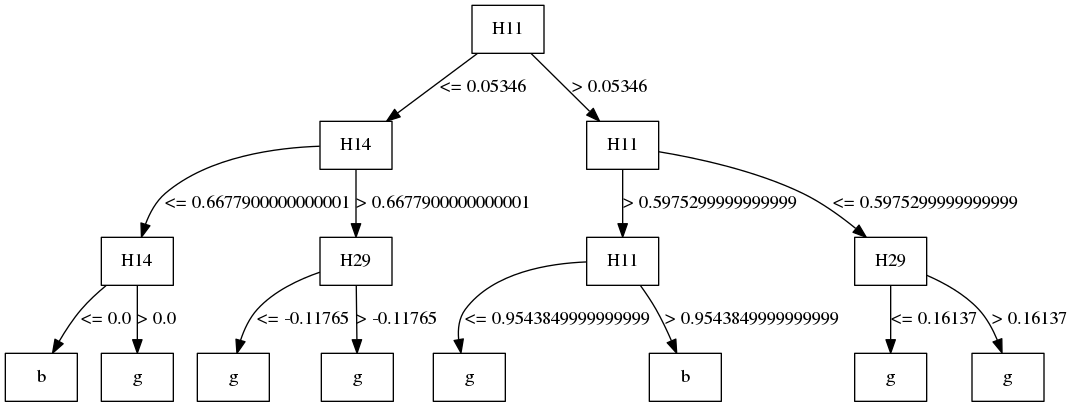 H11
<= 0.05346
> 0.05346
H14
H11
<= 0.6677900000000001
> 0.6677900000000001
> 0.5975299999999999
<= 0.5975299999999999
H14
H29
H11
H29
<= 0.0
> 0.0
<= -0.11765
> -0.11765
<= 0.9543849999999999
> 0.9543849999999999
<= 0.16137
> 0.16137
b
g
g
g
g
b
g
g